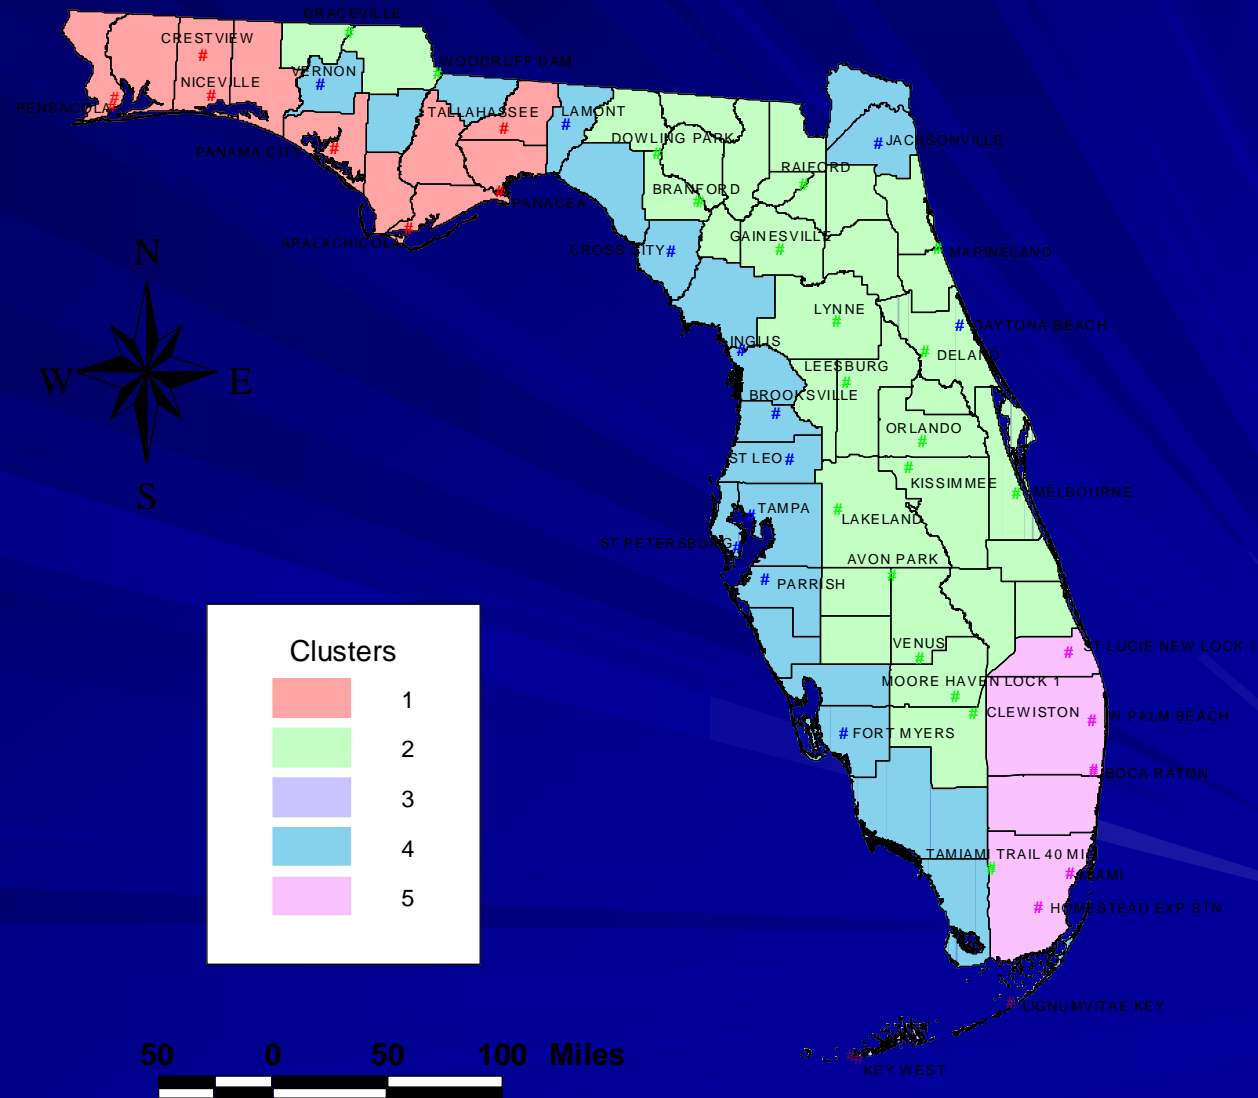 GRACEVILLE
CRESTVIEW
#
#
WOODRUFF DAM
#
VERNON
#
NICEVILLE
#
PENSACOLA
#
TALLAHASSEE
#
LAMONT
#
PANAMA CITY
#
DOWLING PARK
#
#
JACKSONVILLE
RAIFORD
#
BRANFORD
#
#
PANACEA
APALACHICOLA
#
GAINESVILLE
#
CROSS CITY
#
#
MARINELAND
N
W
E
S
LYNNE
#
#
DAYTONA BEACH
INGLIS
#
#
DELAND
LEESBURG
#
BROOKSVILLE
#
ORLANDO
#
ST LEO
#
#
KISSIMMEE
#
MELBOURNE
#
TAMPA
#
LAKELAND
ST PETERSBURG
#
AVON PARK
#
#
PARRISH
VENUS
#
#
ST LUCIE NEW LOCK 1
MOORE HAVEN LOCK 1
#
#
CLEWISTON
#
W PALM BEACH
#
FORT MYERS
#
BOCA RATON
TAMIAMI TRAIL 40 MI
#
#
MIAMI
#
HOMESTEAD EXP STN
#
LIGNUMVITAE KEY
##
KEY WEST
Clusters
1
2
3
4
5
50 0 50 100 Miles